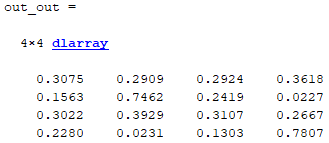 out_out =
4×4 dlarray
0.3075 0.2909 0.2924 0.3618
0.1563 0.7462 0.2419 0.0227
0.3022 0.3929 0.3107 0.2667
0.2280 0.0231 0.1303 0.7807